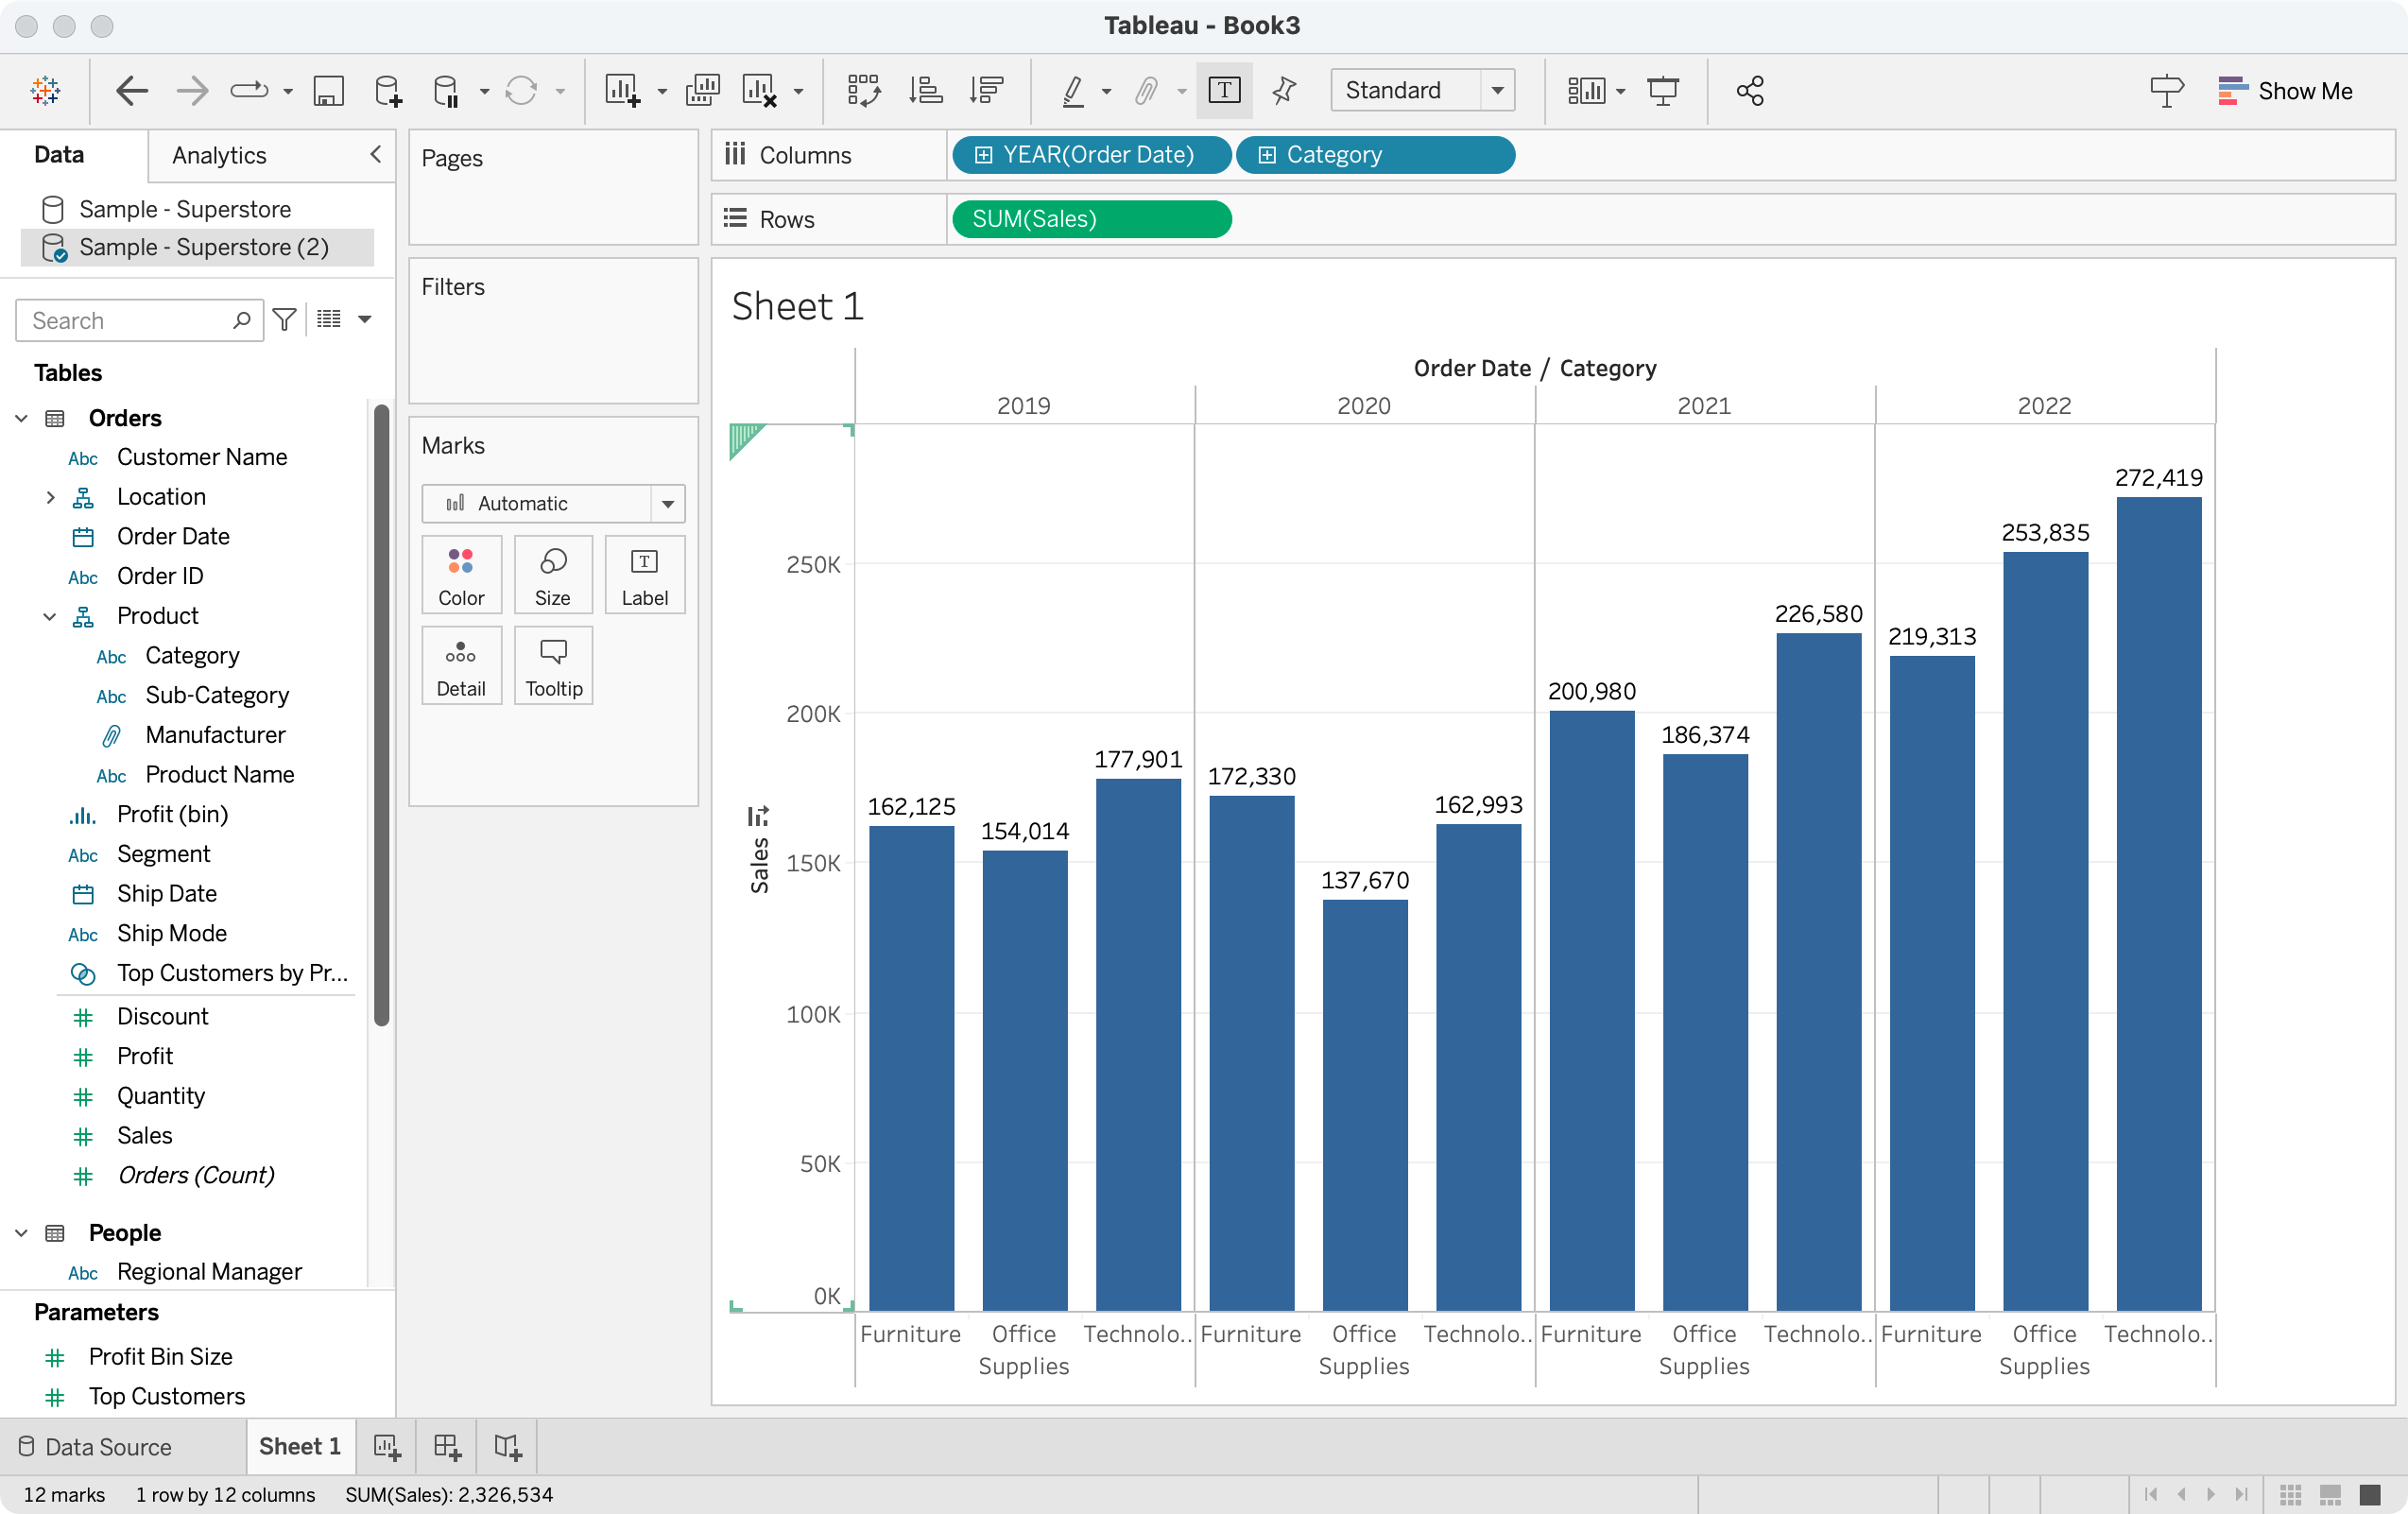 Tableau - Book3
Standard
Show Me
Data
Analytics
Sample - Superstore
Sample - Superstore (2)
Search
Tables
Orders
Abc Customer Name
Location
Order Date
Abc Order ID
Product
Abc Category
Abc Sub-Category
Manufacturer
Abc Product Name
Profit (bin)
Abc Segment
Ship Date
Abc Ship Mode
Top Customers by Pr...
Discount
Profit
Quantity
Sales
Orders (Count)
People
Abc Regional Manager
Parameters
Profit Bin Size
Top Customers
Pages
Filters
Marks
Automatic
Color
Size
T
Label
Detail
Tooltip
Columns
YEAR(Order Date)
Category
Rows
SUM(Sales)
Sheet 1
Order Date / Category
2019
2020
2021
2022
Sales
250K
200K
150K
100K
50K
0K
162,125
154,014
177,901
172,330
137,670
162,993
200,980
186,374
226,580
219,313
253,835
272,419
Furniture
Office
Supplies
Technolo..
Furniture
Office
Supplies
Technolo..
Furniture
Office
Supplies
Technolo..
Furniture
Office
Supplies
Technolo..
Data Source
Sheet 1
12 marks
1 row by 12 columns
SUM(Sales): 2,326,534